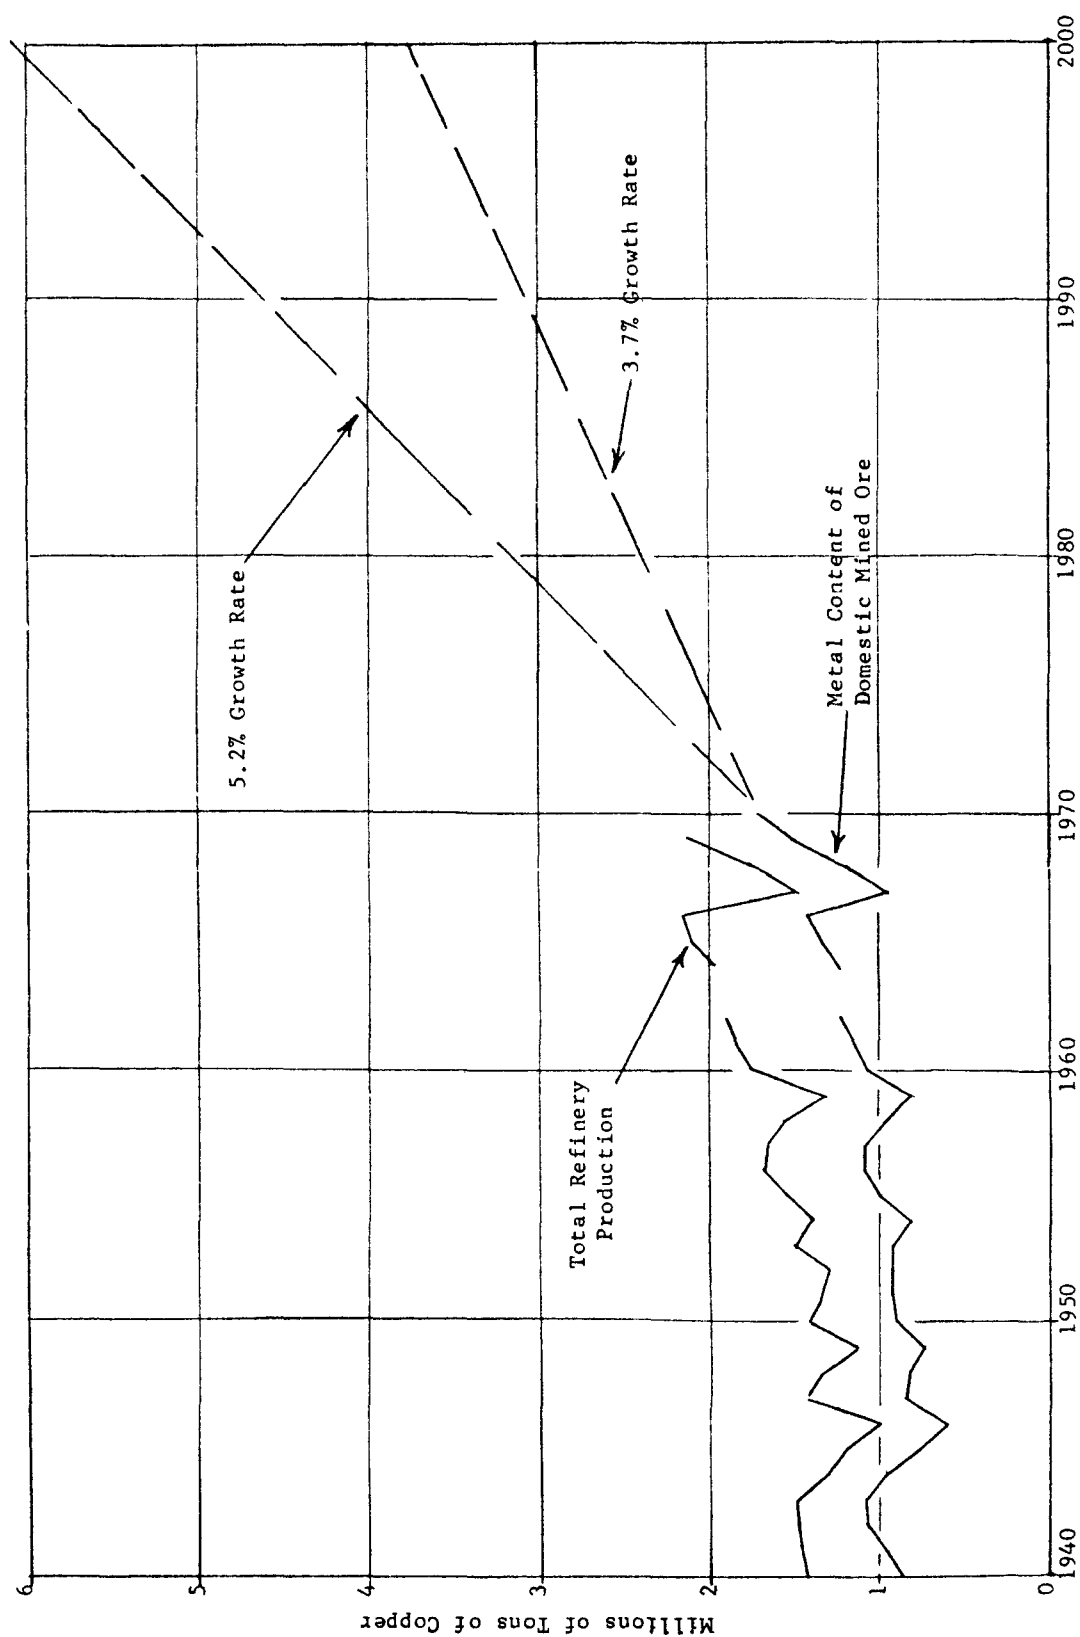 Millions of Tons of Copper
6
5
4
3
2
1
0
5.2% Growth Rate
3.7% Growth Rate
Total Refinery
Production
Metal Content of
Domestic Mined Ore
1940
1950
1960
1970
1980
1990
2000